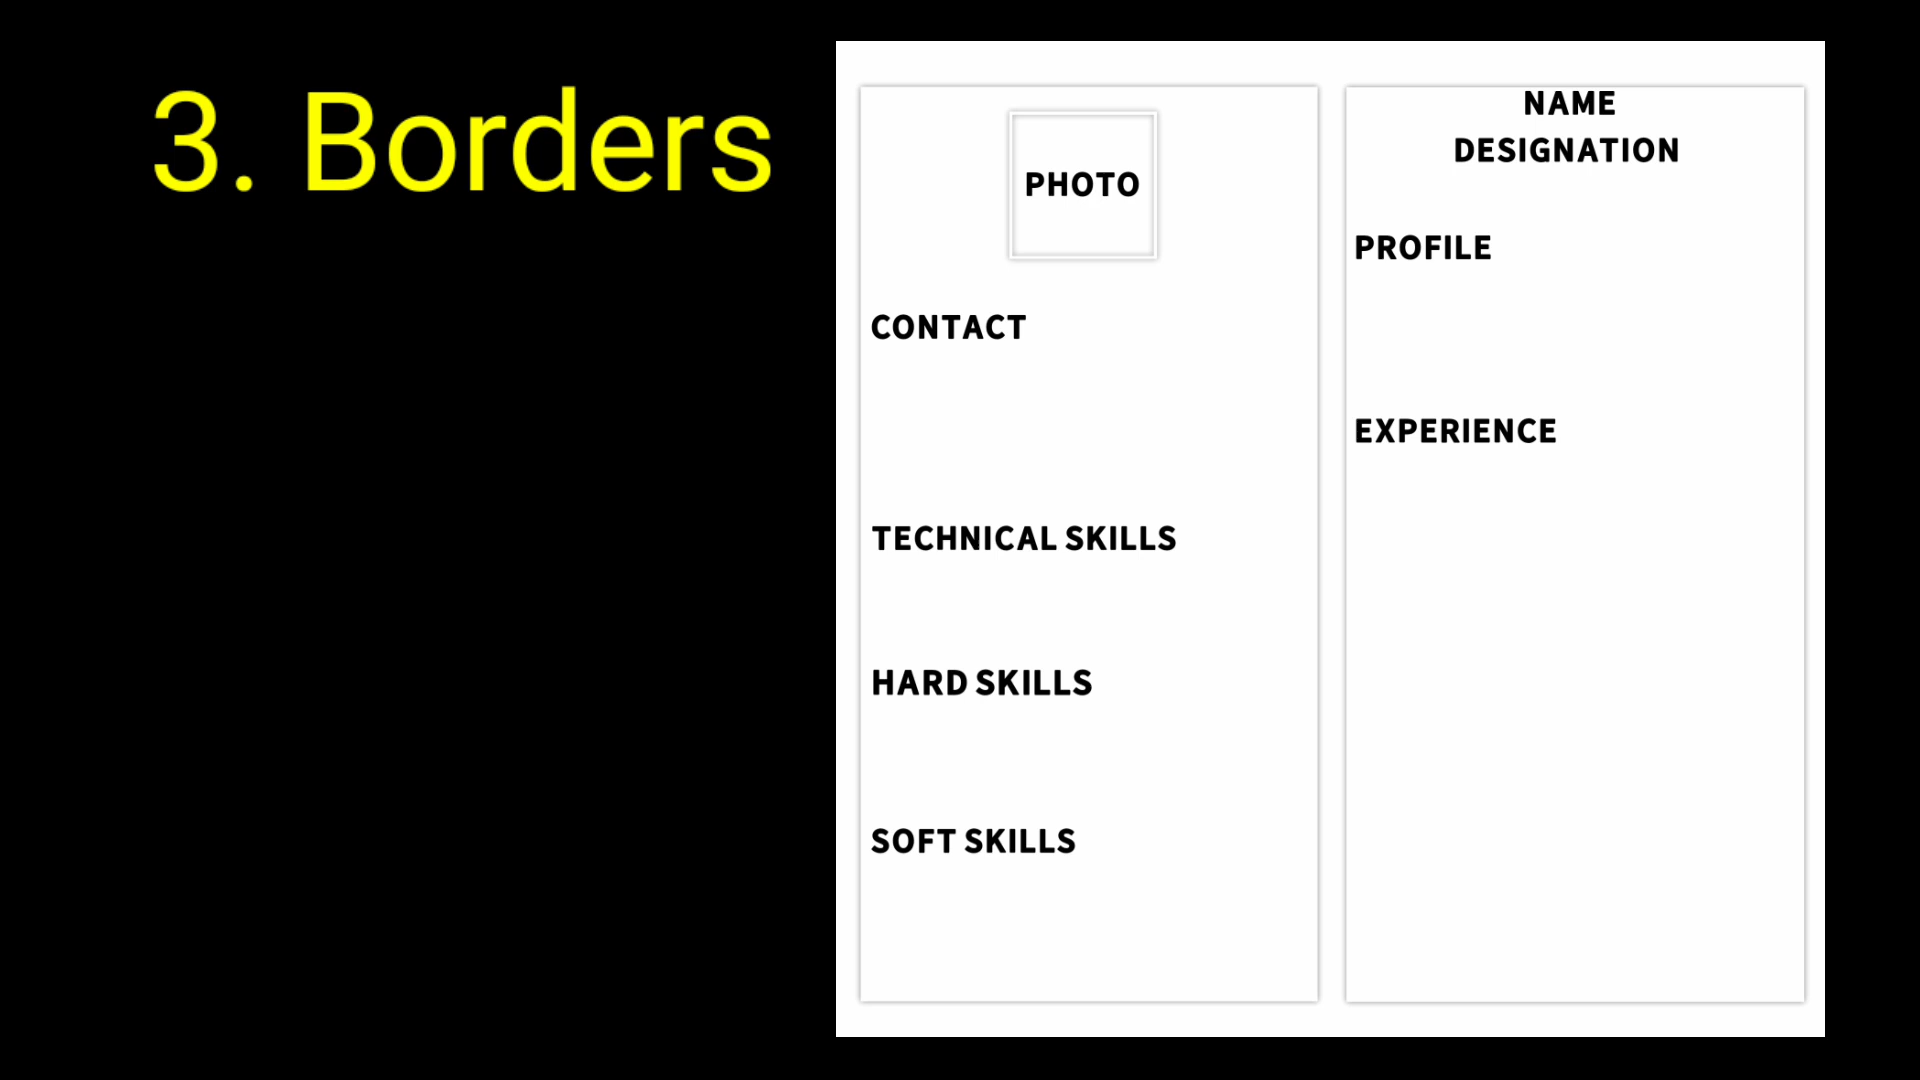 3. Borders
PHOTO
CONTACT
TECHNICAL SKILLS
HARD SKILLS
SOFT SKILLS
NAME
DESIGNATION
PROFILE
EXPERIENCE